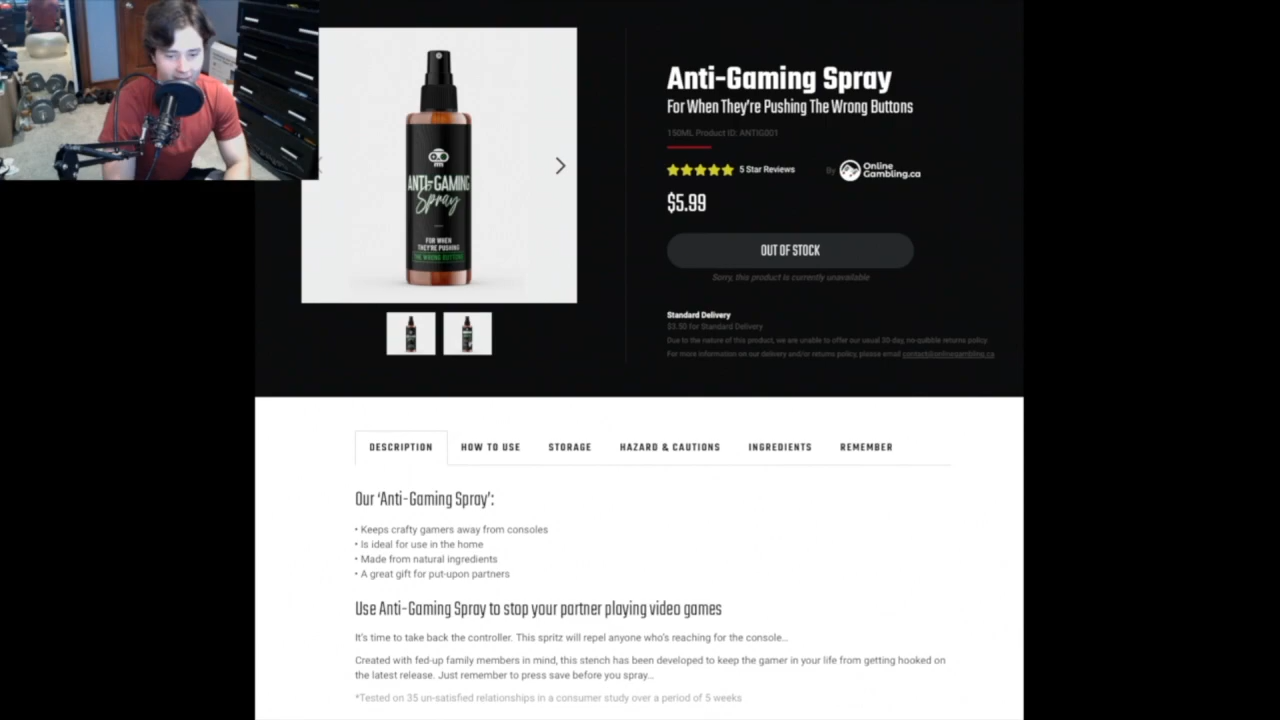 Anti-Gaming Spray
For When They're Pushing The Wrong Buttons
150ML Product ID: ANTIG001
5 Star Reviews
By Online
Gambling.ca
$5.99
OUT OF STOCK
Sorry, this product is currently unavailable
Standard Delivery
$3.50 for Standard Delivery
Due to the nature of this product, we are unable to offer our usual 30-day, no-quibble returns policy.
For more information on our delivery and/or returns policy, please email contact@onlinegambling.ca
ANTI-GAMING
Spray
FOR WHEN
THEY'RE PUSHING
THE WRONG BUTTONS
DESCRIPTION HOW TO USE STORAGE HAZARD & CAUTIONS INGREDIENTS REMEMBER
Our ‘Anti-Gaming Spray’:
• Keeps crafty gamers away from consoles
• Is ideal for use in the home
• Made from natural ingredients
• A great gift for put-upon partners
Use Anti-Gaming Spray to stop your partner playing video games
It's time to take back the controller. This spritz will repel anyone who's reaching for the console…
Created with fed-up family members in mind, this stench has been developed to keep the gamer in your life from getting hooked on
the latest release. Just remember to press save before you spray…
*Tested on 35 un-satisfied relationships in a consumer study over a period of 5 weeks